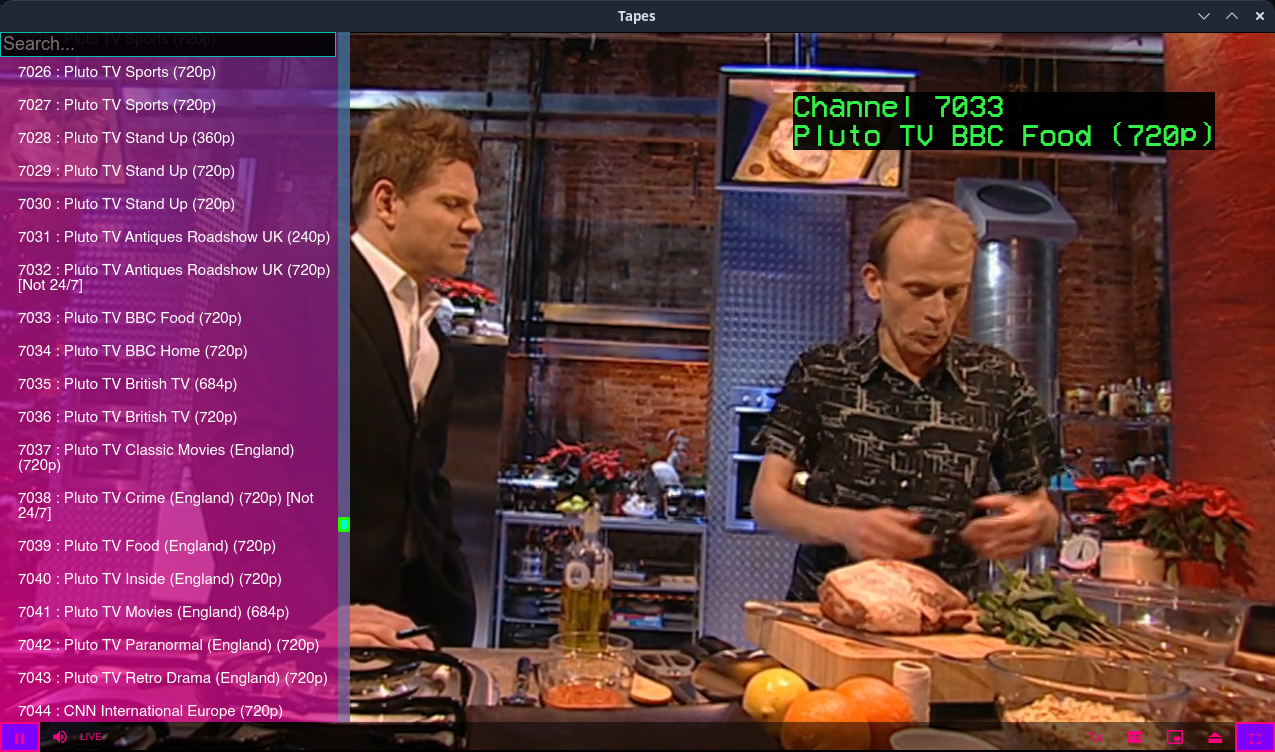 Tapes
Search...
Pluto TV Sports (720p)
7026 : Pluto TV Sports (720p)
7027 : Pluto TV Sports (720p)
7028 : Pluto TV Stand Up (360p)
7029 : Pluto TV Stand Up (720p)
7030 : Pluto TV Stand Up (720p)
7031 : Pluto TV Antiques Roadshow UK (240p)
7032 : Pluto TV Antiques Roadshow UK (720p)
[Not 24/7]
7033 : Pluto TV BBC Food (720p)
7034 : Pluto TV BBC Home (720p)
7035 : Pluto TV British TV (684p)
7036 : Pluto TV British TV (720p)
7037 : Pluto TV Classic Movies (England)
(720p)
7038 : Pluto TV Crime (England) (720p) [Not
24/7]
7039 : Pluto TV Food (England) (720p)
7040 : Pluto TV Inside (England) (720p)
7041 : Pluto TV Movies (England) (684p)
7042 : Pluto TV Paranormal (England) (720p)
7043 : Pluto TV Retro Drama (England) (720p)
7044 : CNN International Europe (720p)
Channel 7033
Pluto TV BBC Food (720p)
LIVE